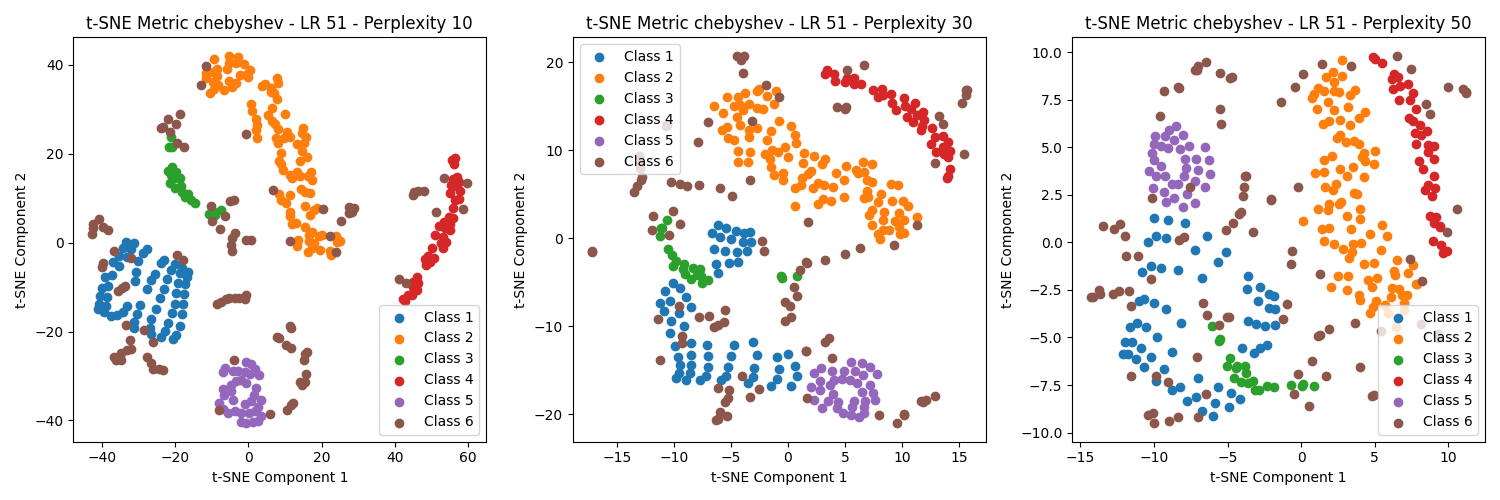 t-SNE Metric chebyshev - LR 51 - Perplexity 10
t-SNE Component 2
40
20
0
−20
−40
−40
−20
0
20
40
60
t-SNE Component 1
Class 1
Class 2
Class 3
Class 4
Class 5
Class 6
t-SNE Metric chebyshev - LR 51 - Perplexity 30
t-SNE Component 2
20
10
0
−10
−20
−15
−10
−5
0
5
10
15
t-SNE Component 1
Class 1
Class 2
Class 3
Class 4
Class 5
Class 6
t-SNE Metric chebyshev - LR 51 - Perplexity 50
t-SNE Component 2
10.0
7.5
5.0
2.5
0.0
−2.5
−5.0
−7.5
−10.0
−15
−10
−5
0
5
10
t-SNE Component 1
Class 1
Class 2
Class 3
Class 4
Class 5
Class 6